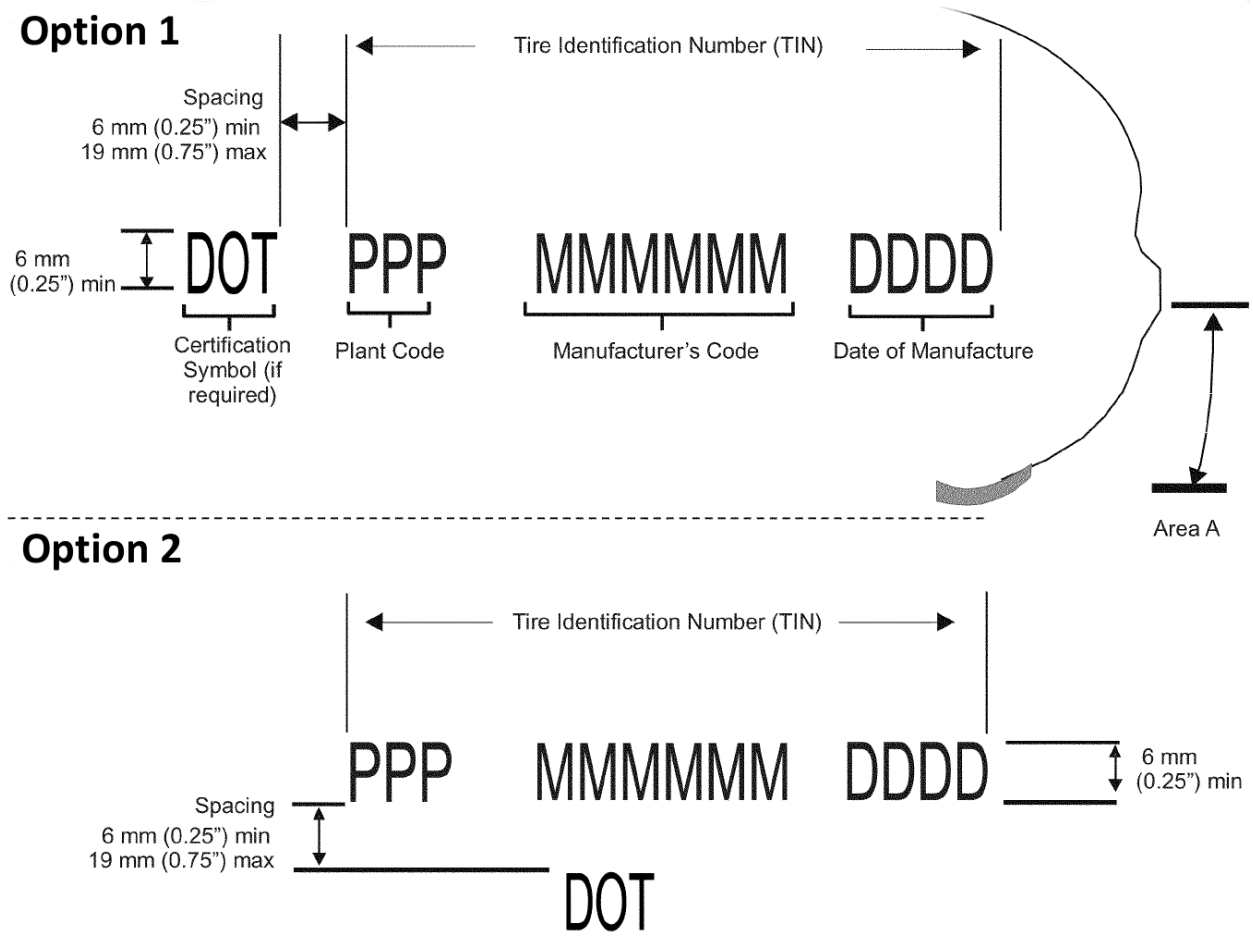 Option 1
Tire Identification Number (TIN)
Spacing
6 mm (0.25”) min
19 mm (0.75”) max
6 mm
(0.25”) min
DOT PPP MMMMMM DDDD
Certification
Symbol (if
required)
Plant Code
Manufacturer’s Code
Date of Manufacture
Area A
Option 2
Tire Identification Number (TIN)
PPP MMMMMM DDDD
6 mm
(0.25”) min
Spacing
6 mm (0.25”) min
19 mm (0.75”) max
DOT